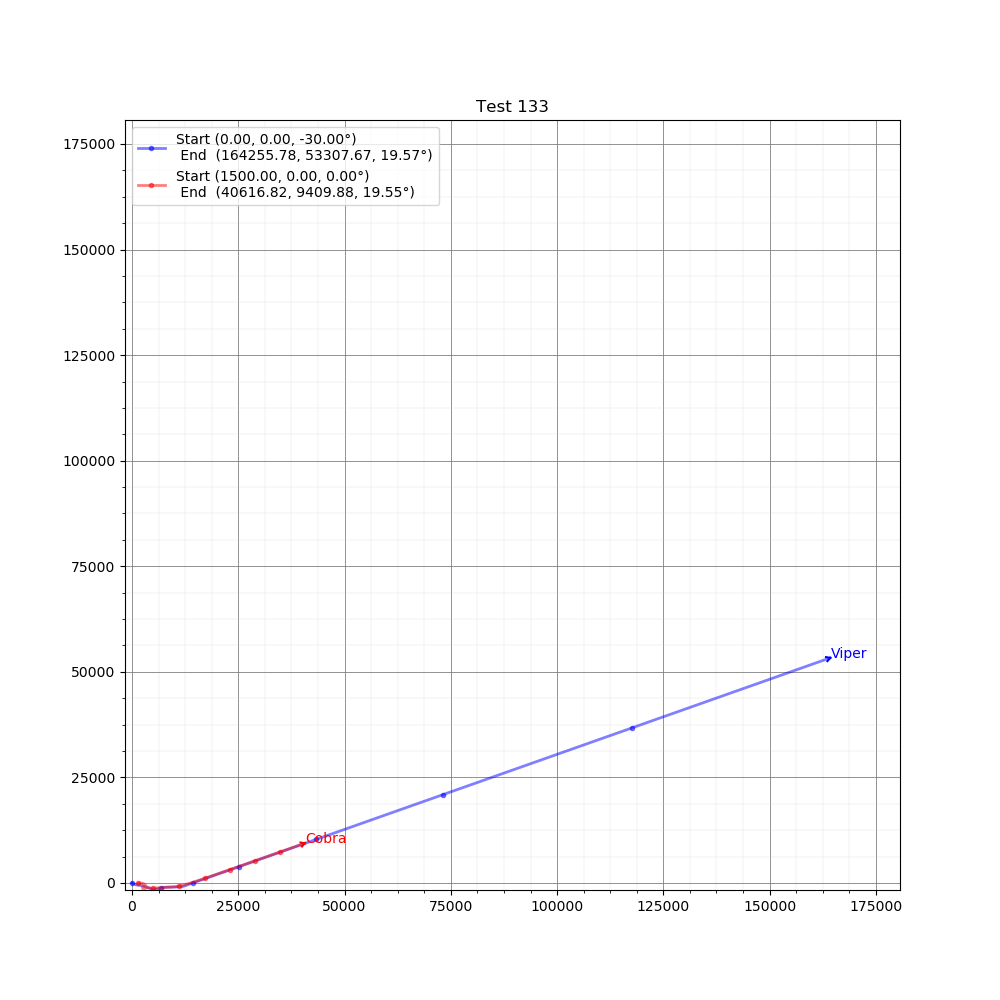 Test 133
Start (0.00, 0.00, -30.00°)
End (164255.78, 53307.67, 19.57°)
Start (1500.00, 0.00, 0.00°)
End (40616.82, 9409.88, 19.55°)
175000
150000
125000
100000
75000
50000
25000
0
Viper
Cobra
0 25000 50000 75000 100000 125000 150000 175000